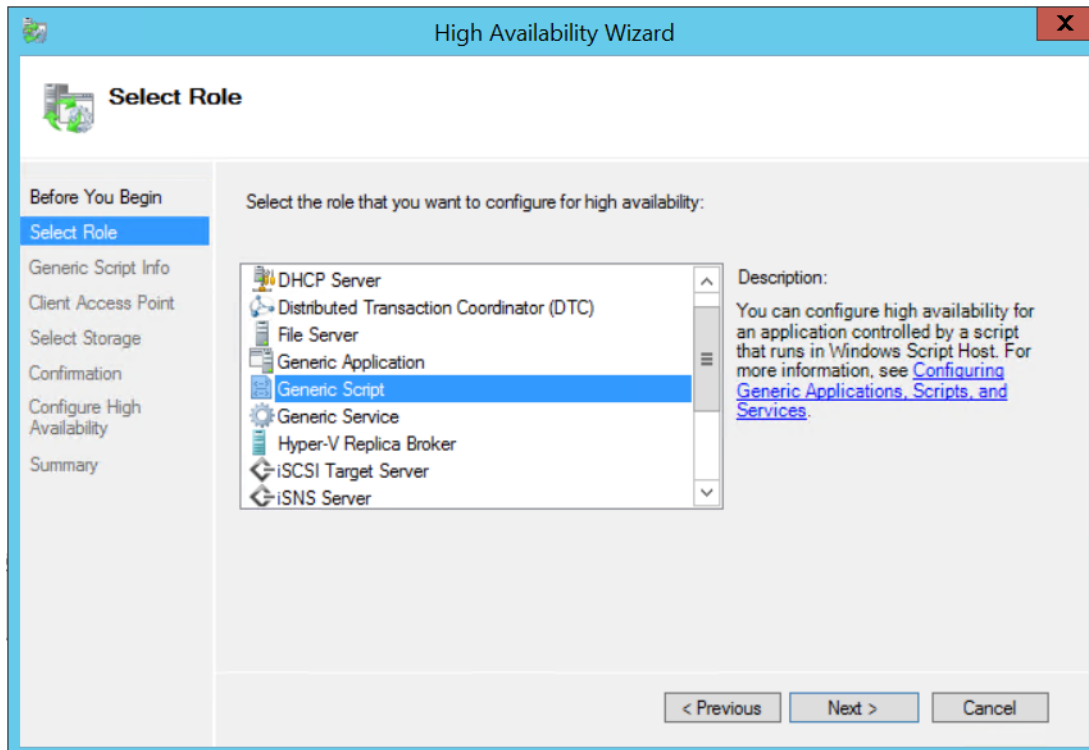 High Availability Wizard
X
Select Role
Before You Begin
Select Role
Generic Script Info
Client Access Point
Select Storage
Confirmation
Configure High
Availability
Summary
Select the role that you want to configure for high availability:
DHCP Server
Distributed Transaction Coordinator (DTC)
File Server
Generic Application
Generic Script
Generic Service
Hyper-V Replica Broker
iSCSI Target Server
iSNS Server
Description:
You can configure high availability for
an application controlled by a script
that runs in Windows Script Host. For
more information, see Configuring
Generic Applications, Scripts, and
Services.
< Previous
Next >
Cancel